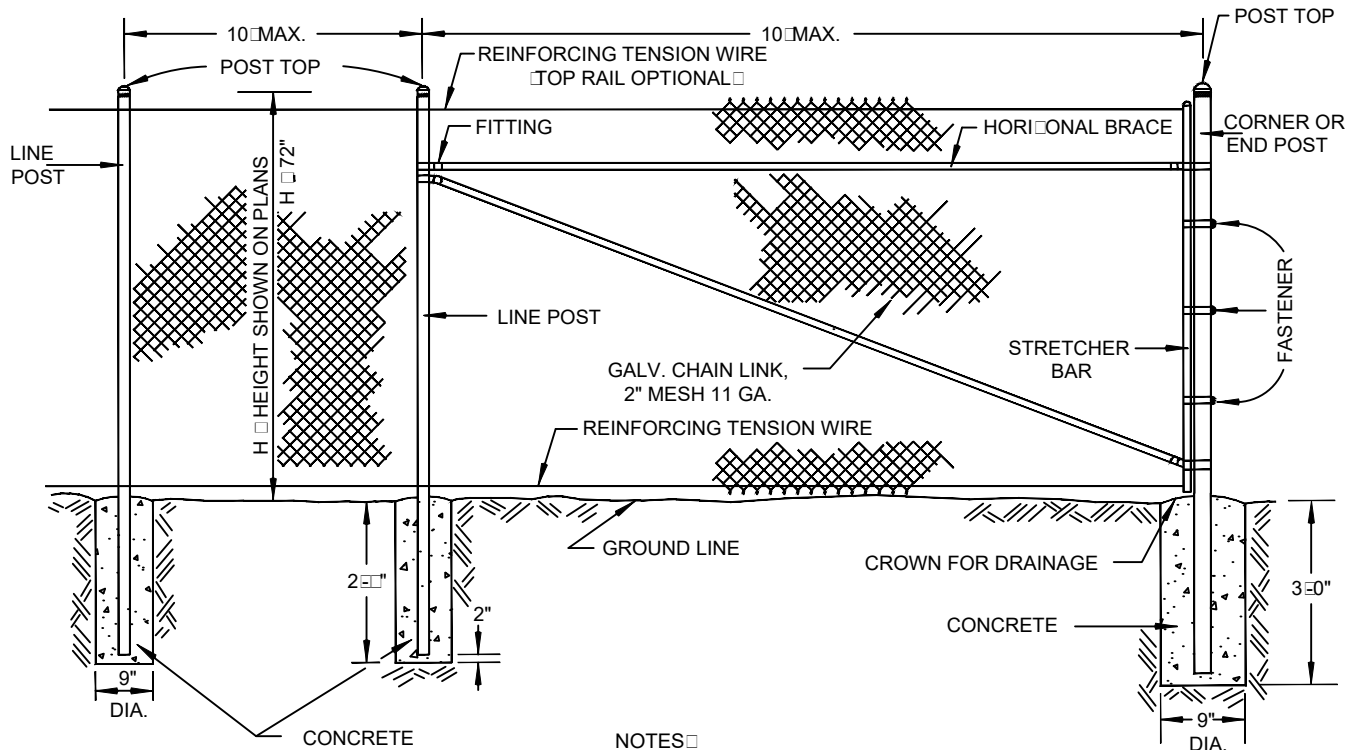 10□MAX.
10□MAX.
POST TOP
POST TOP
REINFORCING TENSION WIRE
□TOP RAIL OPTIONAL□
FITTING
HORI□ONAL BRACE
CORNER OR
END POST
LINE
POST
H □ HEIGHT SHOWN ON PLANS
H □ 72"
LINE POST
GALV. CHAIN LINK,
2" MESH 11 GA.
STRETCHER
BAR
FASTENER
REINFORCING TENSION WIRE
GROUND LINE
CROWN FOR DRAINAGE
2□-□"
2"
3□-0"
CONCRETE
9"
DIA.
CONCRETE
NOTES□
9"
DIA.